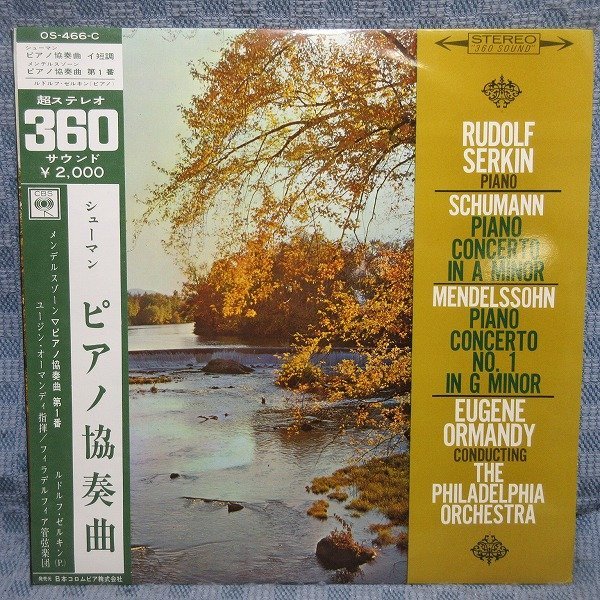 OS-466-C
シューマン
ピアノ協奏曲 イ短調
メンデルスゾーン
ピアノ協奏曲 第1番
ルドルフ・ゼルキン(ピアノ)
超ステレオ
360
サウンド
¥2,000
CBS
シューマン
ピアノ協奏曲
メンデルスゾーン▽ピアノ協奏曲 第1番
ルドルフ・ゼルキン(P.)
ユージン・オーマンディ指揮/フィラデルフィア管弦楽団
発売元 日本コロムビア株式会社
STEREO
"360 SOUND"
RUDOLF
SERKIN
PIANO
SCHUMANN
PIANO
CONCERTO
IN A MINOR
MENDELSSOHN
PIANO
CONCERTO
NO. 1
IN G MINOR
EUGENE
ORMANDY
CONDUCTING
THE
PHILADELPHIA
ORCHESTRA